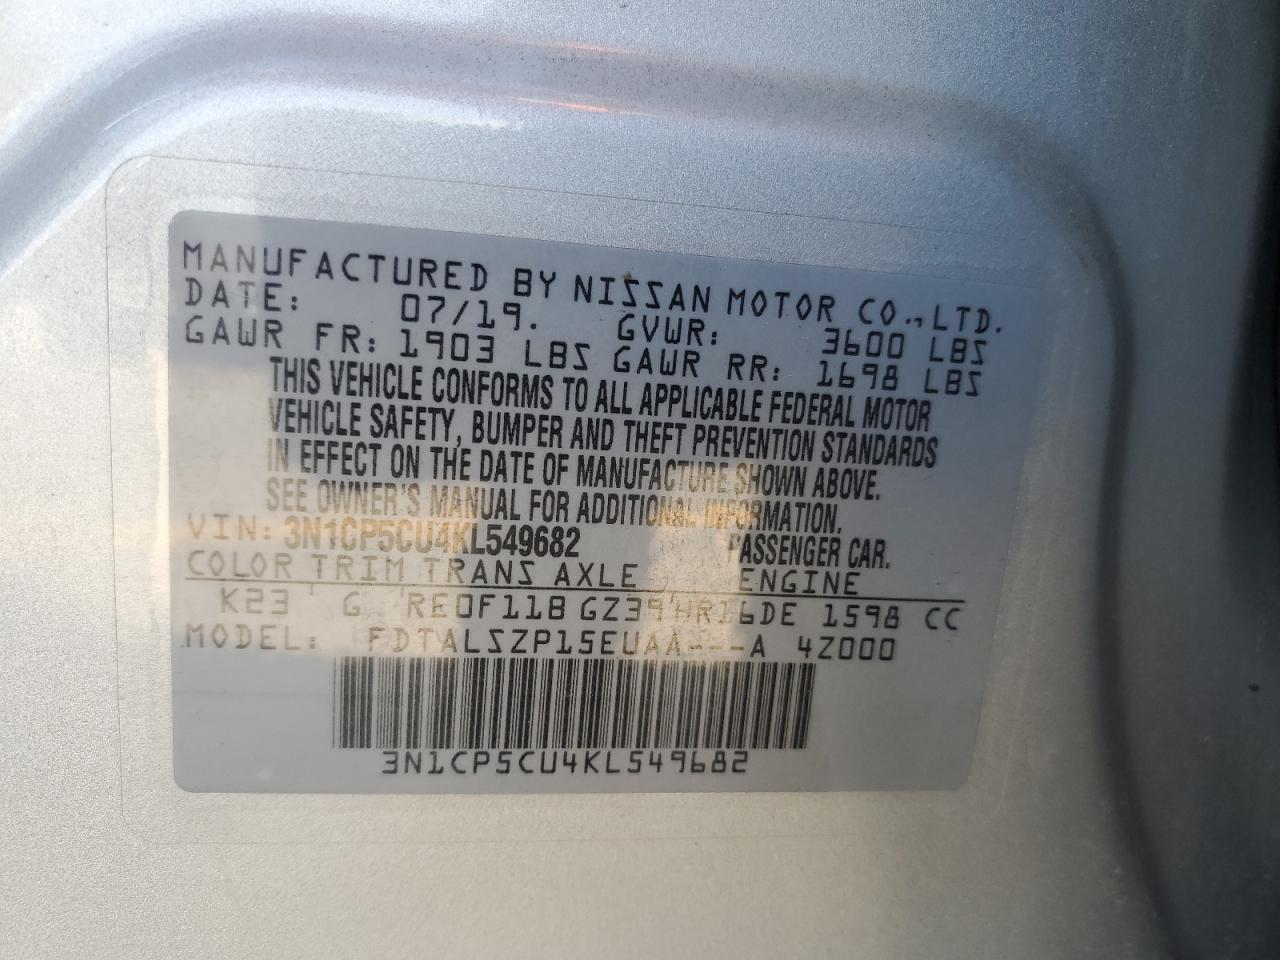 MANUFACTURED BY NISSAN MOTOR CO., LTD.
DATE: 07/19. GVWR: 3600 LBS
GAWR FR: 1903 LBS GAWR RR: 1698 LBS
THIS VEHICLE CONFORMS TO ALL APPLICABLE FEDERAL MOTOR
VEHICLE SAFETY, BUMPER AND THEFT PREVENTION STANDARDS
IN EFFECT ON THE DATE OF MANUFACTURE SHOWN ABOVE.
SEE OWNER'S MANUAL FOR ADDITIONAL INFORMATION.
VIN: 3N1CP5CU4KL549682 PASSENGER CAR.
COLOR TRIM TRANS AXLE ENGINE
K23 G RE0F11B GZ39 HR16DE 1598 CC
MODEL: FDTALSZP15EUAA---A 4Z000
3N1CP5CU4KL549682